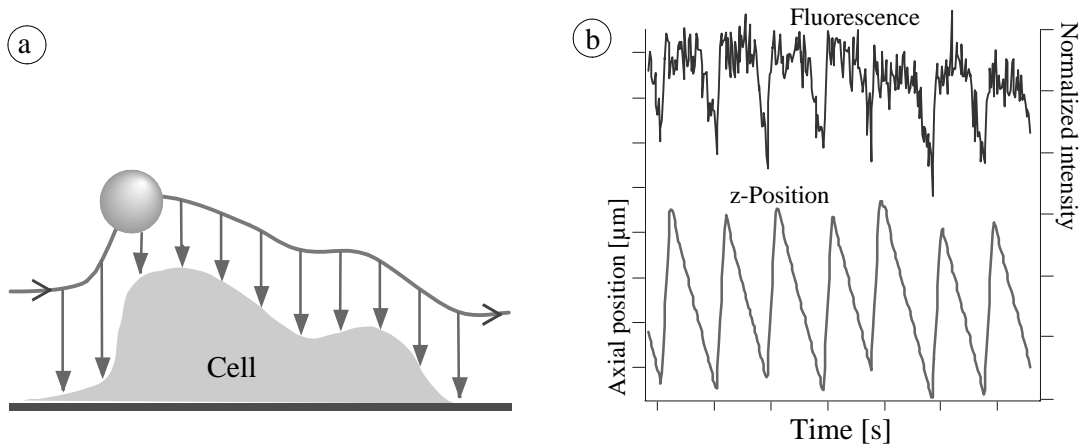 a
Cell
b
Fluorescence
Normalized intensity
z-Position
Axial position [µm]
Time [s]